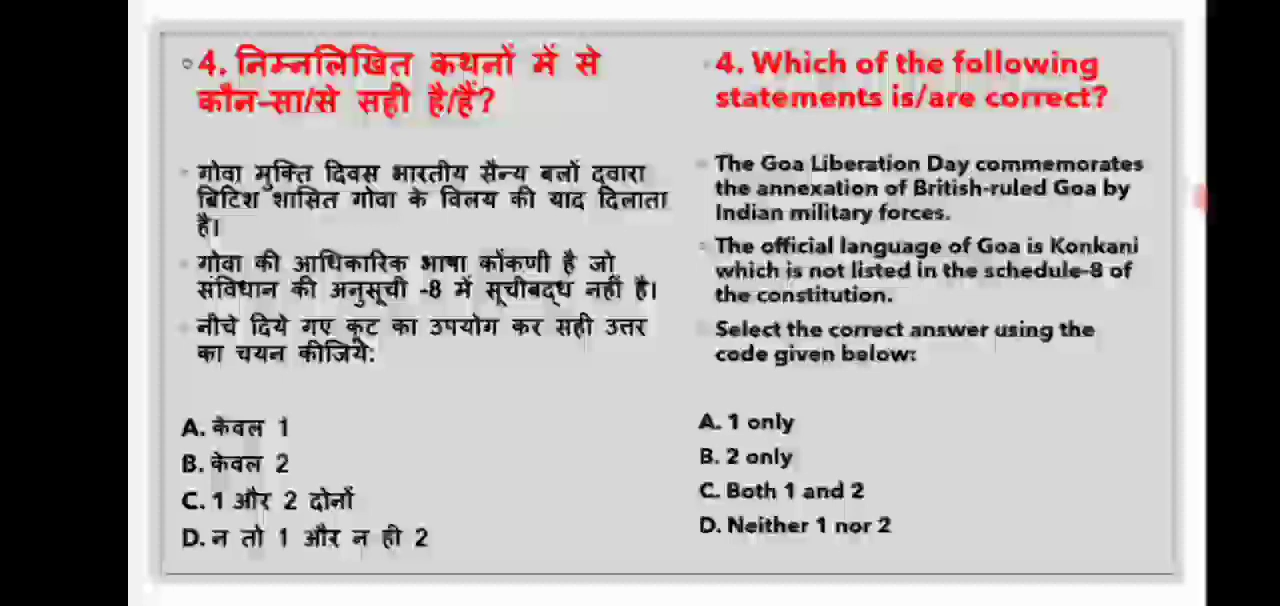 4. निम्नलिखित कथनों में से
कौन-सा/से सही है/हैं?
गोवा मुक्ति दिवस भारतीय सैन्य बलों द्वारा
ब्रिटिश शासित गोवा के विलय की याद दिलाता
है।
गोवा की आधिकारिक भाषा कोंकणी है जो
संविधान की अनुसूची -8 में सूचीबद्ध नहीं है।
नीचे दिये गए कूट का उपयोग कर सही उत्तर
का चयन कीजिये:
A. केवल 1
B. केवल 2
C. 1 और 2 दोनों
D. न तो 1 और न ही 2
4. Which of the following
statements is/are correct?
The Goa Liberation Day commemorates
the annexation of British-ruled Goa by
Indian military forces.
The official language of Goa is Konkani
which is not listed in the schedule-8 of
the constitution.
Select the correct answer using the
code given below:
A. 1 only
B. 2 only
C. Both 1 and 2
D. Neither 1 nor 2